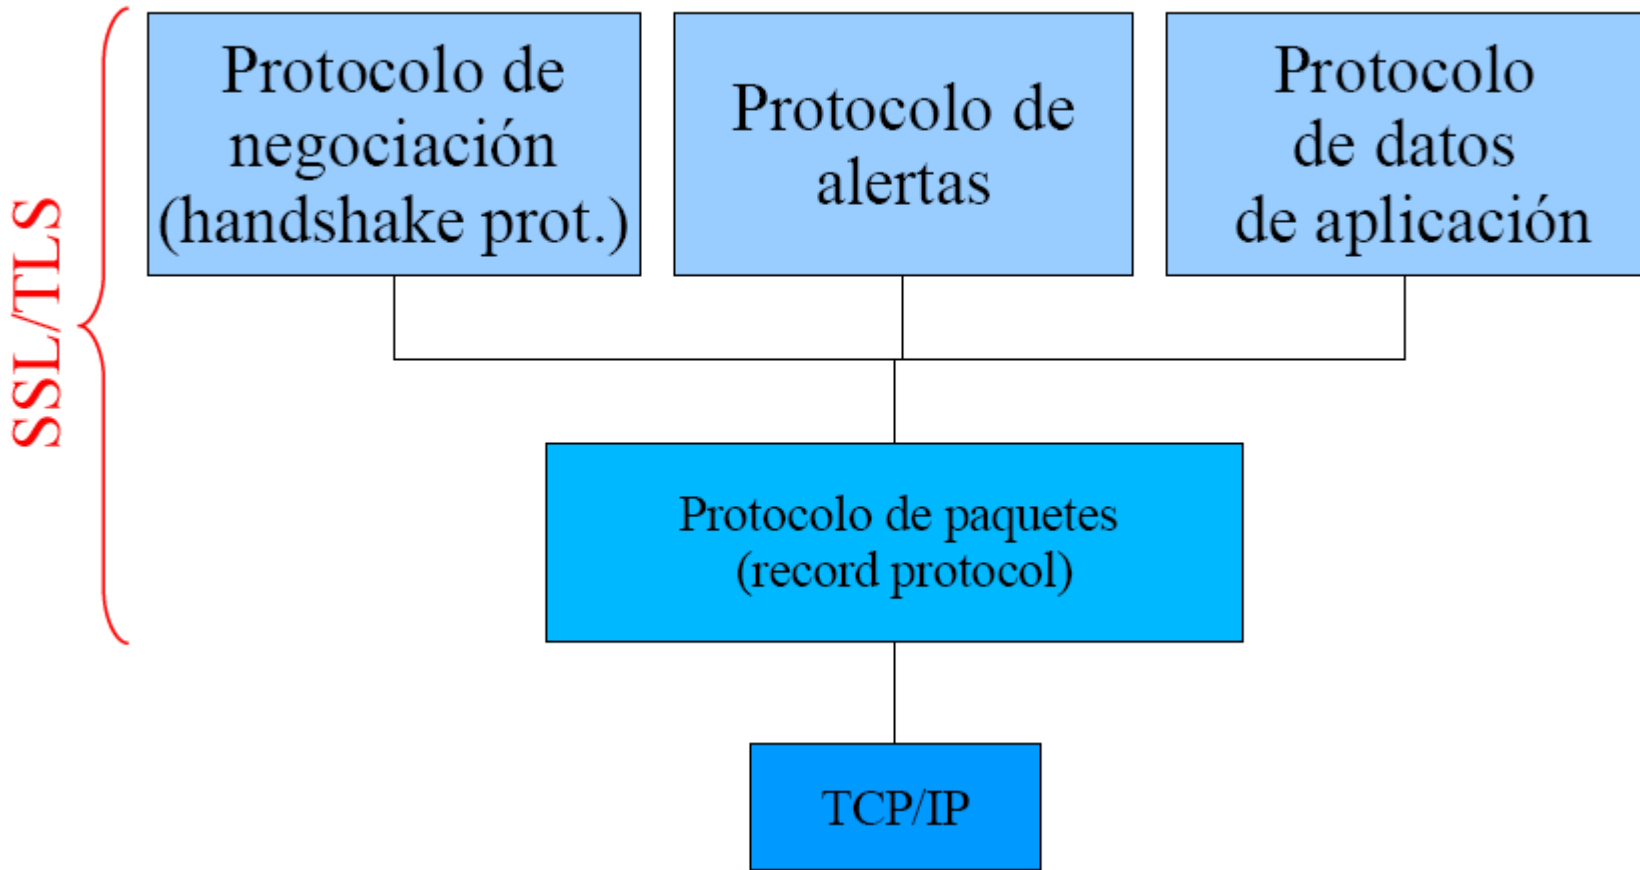 SSL/TLS
Protocolo de
negociación
(handshake prot.)
Protocolo de
alertas
Protocolo
de datos
de aplicación
Protocolo de paquetes
(record protocol)
TCP/IP